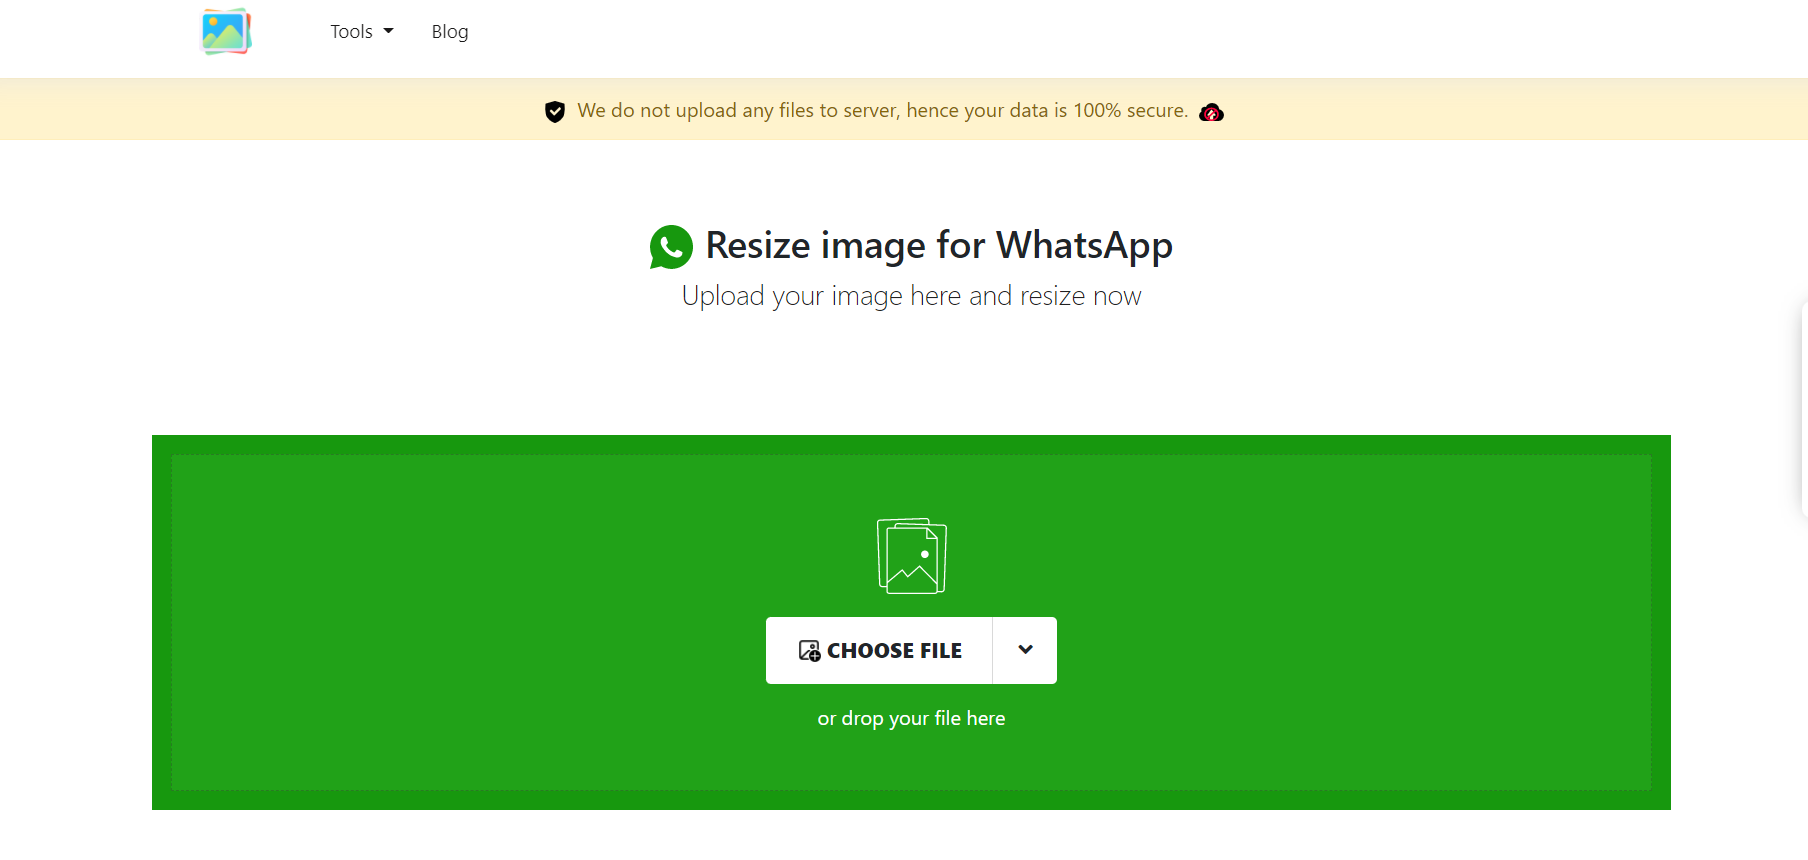 Tools
Blog
We do not upload any files to server, hence your data is 100% secure.
Resize image for WhatsApp
Upload your image here and resize now
CHOOSE FILE
or drop your file here